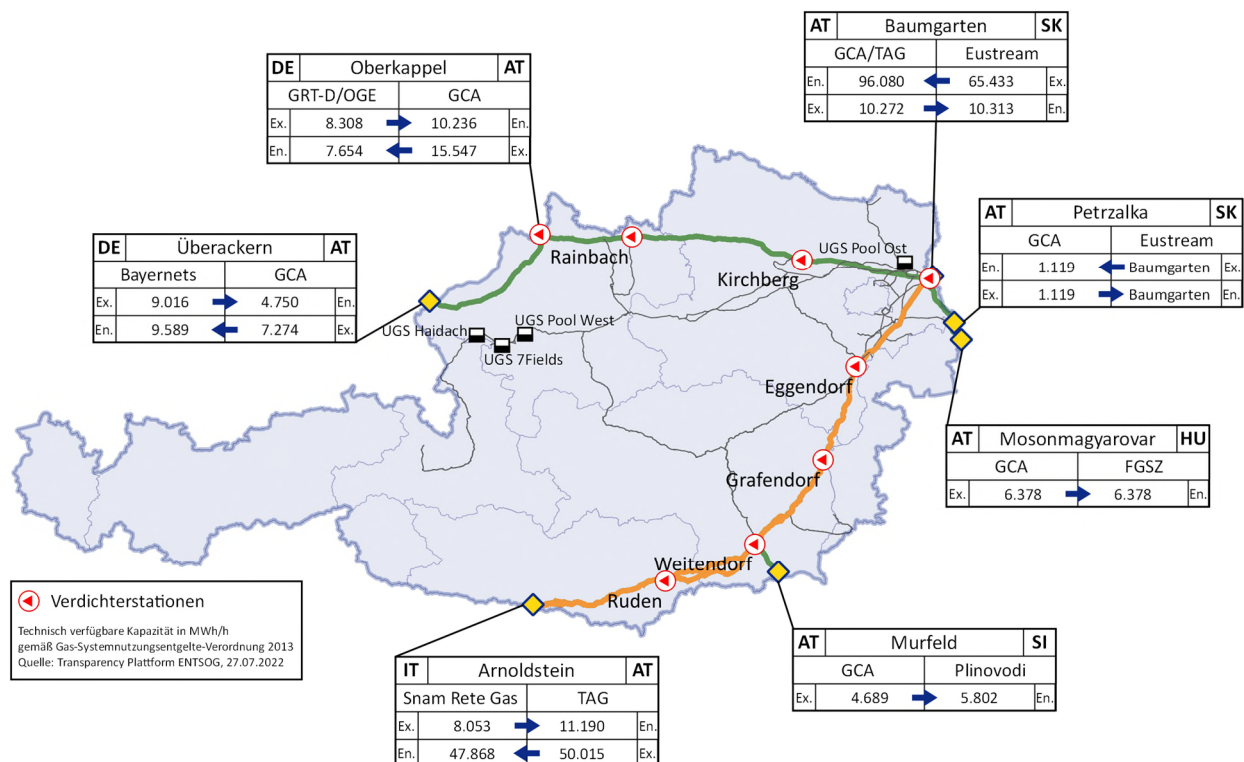 AT Baumgarten SK
GCA/TAG Eustream
En. 96.080 65.433 Ex.
Ex. 10.272 10.313 En.
DE Oberkappel AT
GRT-D/OGE GCA
Ex. 8.308 10.236 En.
En. 7.654 15.547 Ex.
AT Petrzalka SK
GCA Eustream
En. 1.119 Baumgarten Ex.
Ex. 1.119 Baumgarten En.
DE Überackern AT
Bayernets GCA
Ex. 9.016 4.750 En.
En. 9.589 7.274 Ex.
Rainbach
UGS Pool Ost
Kirchberg
UGS Pool West
UGS Haidach
UGS 7Fields
Eggendorf
AT Mosonmagyarovar HU
GCA FGSZ
Ex. 6.378 6.378 En.
Grafendorf
Weitendorf
Ruden
Verdichterstationen
Technisch verfügbare Kapazität in MWh/h
gemäß Gas-Systemnutzungsentgelte-Verordnung 2013
Quelle: Transparency Plattform ENTSOG, 27.07.2022
IT Arnoldstein AT
Snam Rete Gas TAG
Ex. 8.053 11.190 En.
En. 47.868 50.015 Ex.
AT Murfeld SI
GCA Plinovodi
Ex. 4.689 5.802 En.